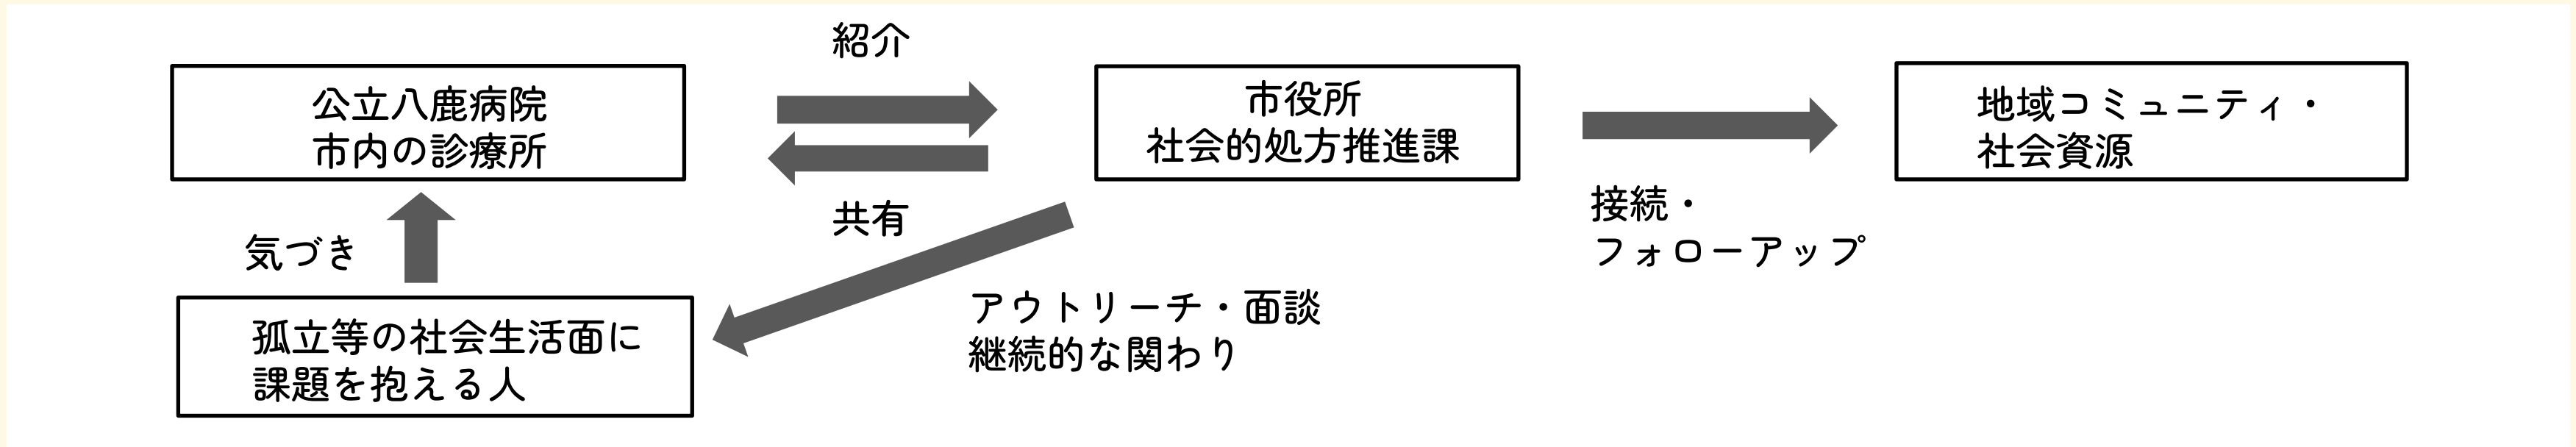 紹介
公立八鹿病院
市内の診療所
市役所
社会的処方推進課
地域コミュニティ・
社会資源
共有
接続・
フォローアップ
気づき
アウトリーチ・面談
継続的な関わり
孤立等の社会生活面に
課題を抱える人